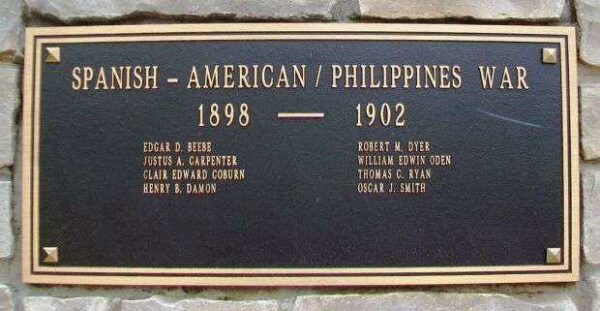 SPANISH – AMERICAN / PHILIPPINES WAR
1898 — 1902
EDGAR D. BEEBE
JUSTUS A. CARPENTER
CLAIR EDWARD COBURN
HENRY B. DAMON
ROBERT M. DYER
WILLIAM EDWIN ODEN
THOMAS C. RYAN
OSCAR J. SMITH